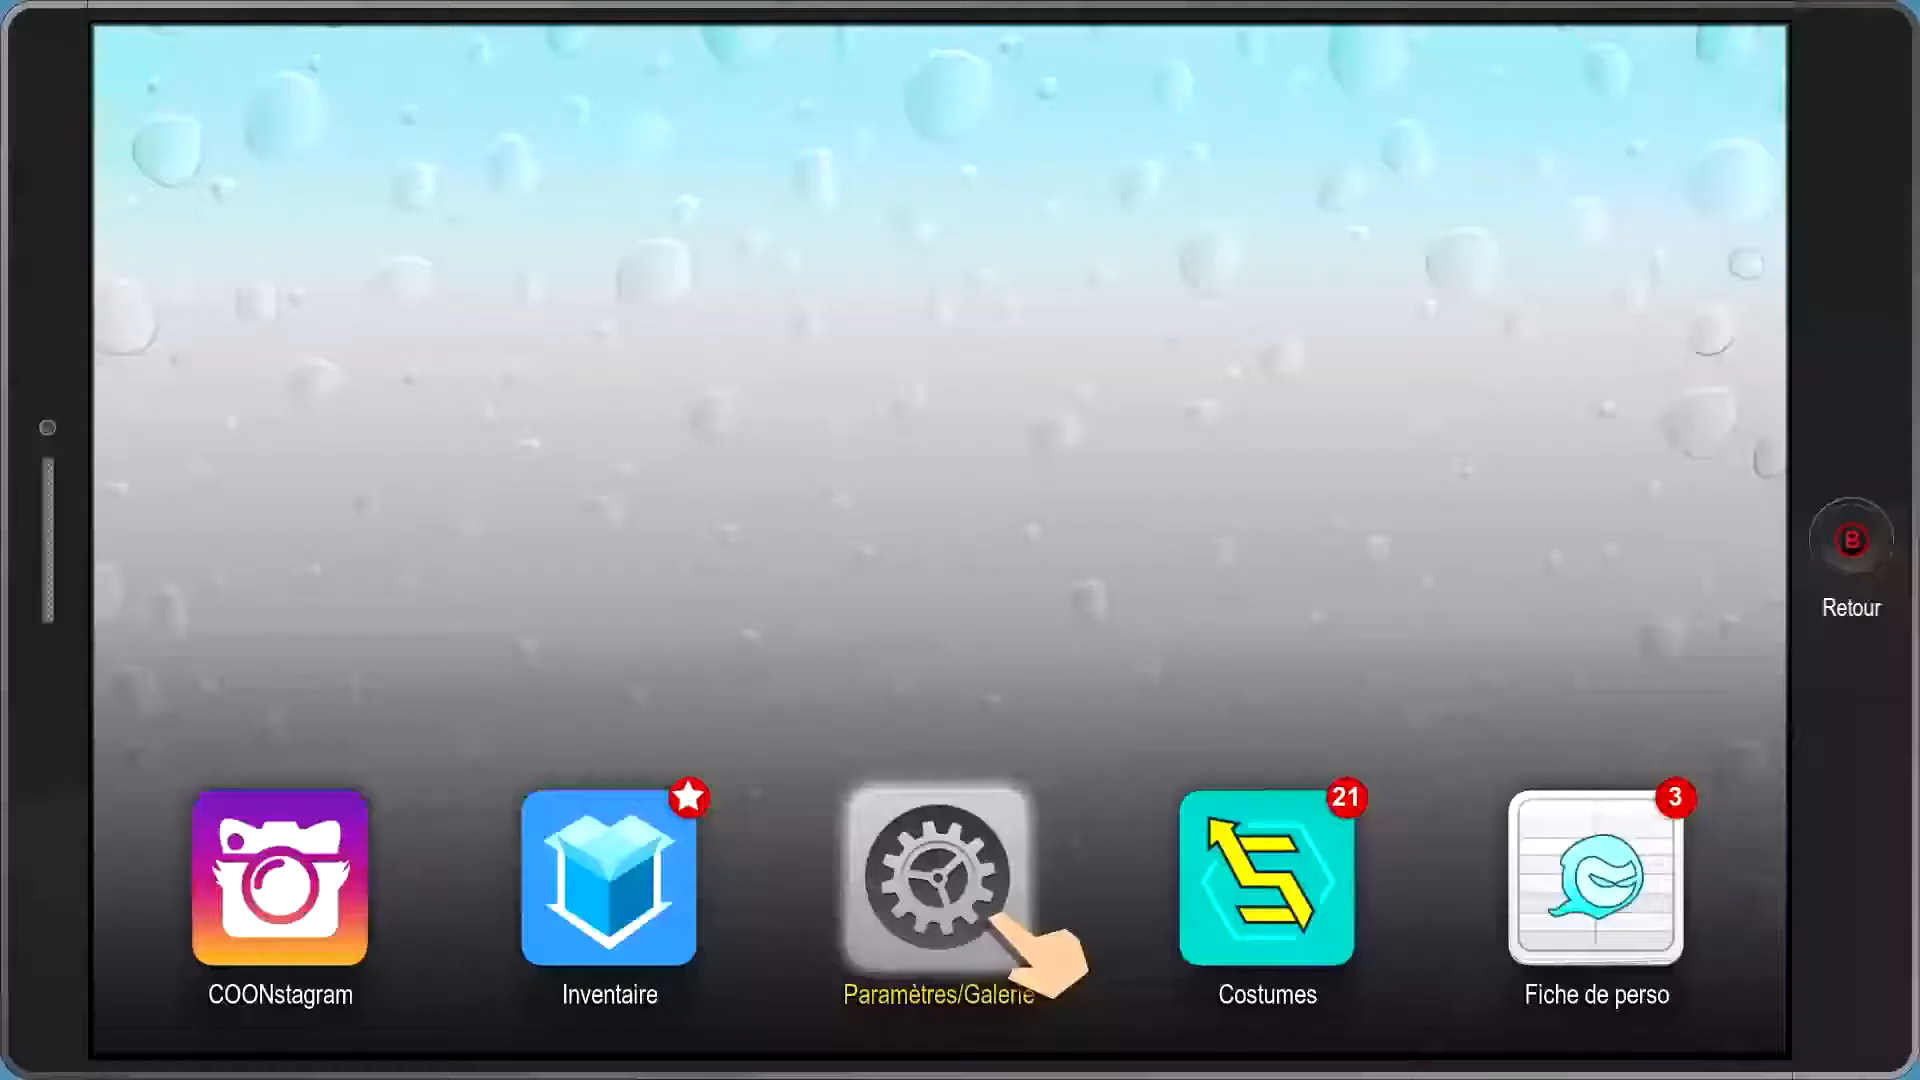 B
Retour
21
3
COONstagram
Inventaire
Paramètres/Galerie
Costumes
Fiche de perso